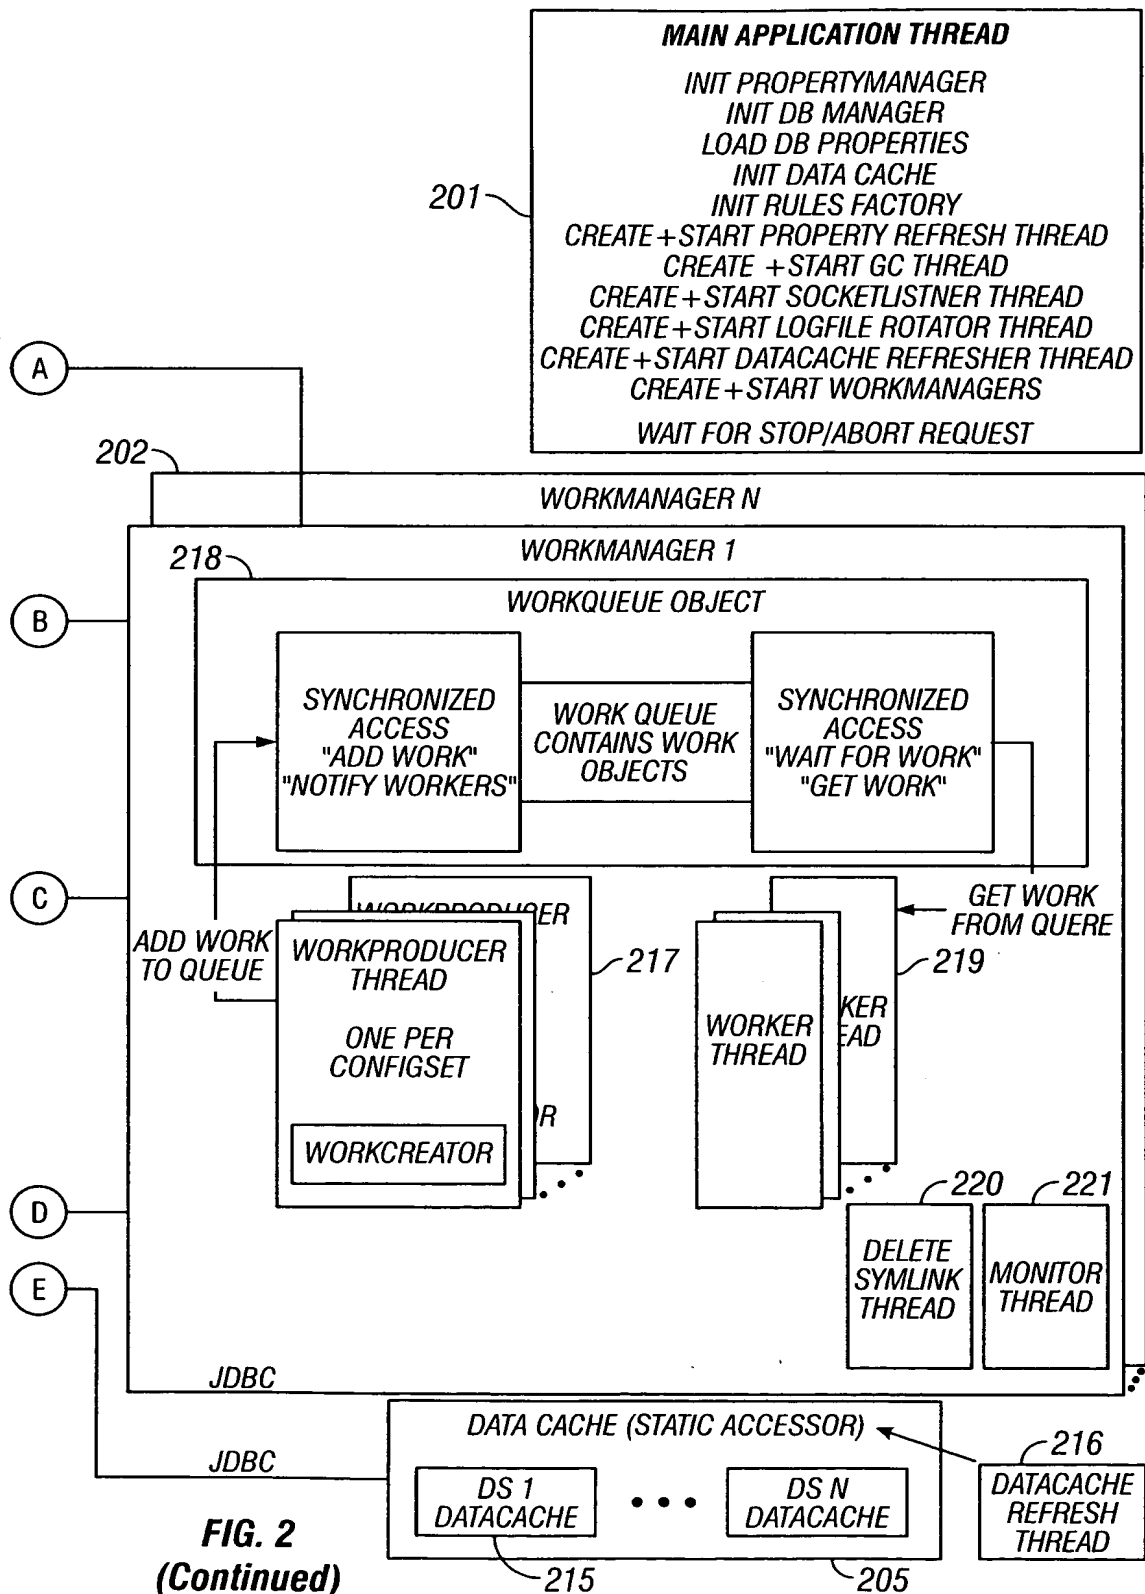 MAIN APPLICATION THREAD
INIT PROPERTYMANAGER
INIT DB MANAGER
LOAD DB PROPERTIES
INIT DATA CACHE
INIT RULES FACTORY
CREATE+START PROPERTY REFRESH THREAD
CREATE +START GC THREAD
CREATE+START SOCKETLISTNER THREAD
CREATE+START LOGFILE ROTATOR THREAD
CREATE+START DATACACHE REFRESHER THREAD
CREATE+START WORKMANAGERS
WAIT FOR STOP/ABORT REQUEST
201
A
202
WORKMANAGER N
WORKMANAGER 1
218
WORKQUEUE OBJECT
B
SYNCHRONIZED
ACCESS
"ADD WORK"
"NOTIFY WORKERS"
WORK QUEUE
CONTAINS WORK
OBJECTS
SYNCHRONIZED
ACCESS
"WAIT FOR WORK"
"GET WORK"
C
ADD WORK
TO QUEUE
WORKPRODUCER
WORKPRODUCER
THREAD
ONE PER
CONFIGSET
OR
WORKCREATOR
217
GET WORK
FROM QUERE
219
WORKER
THREAD
KER
EAD
D
220
221
DELETE
SYMLINK
THREAD
MONITOR
THREAD
E
JDBC
DATA CACHE (STATIC ACCESSOR)
JDBC
DS 1
DATACACHE
• • •
DS N
DATACACHE
216
DATACACHE
REFRESH
THREAD
215
205
FIG. 2
(Continued)